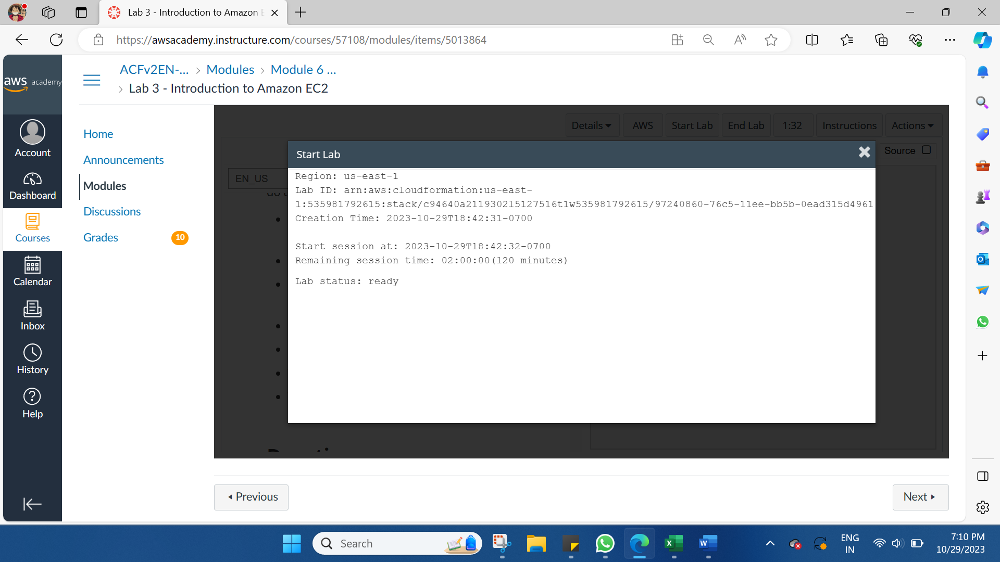 Lab 3 - Introduction to Amazon E
https://awsacademy.instructure.com/courses/57108/modules/items/5013864
aws academy
ACFv2EN-... > Modules > Module 6 ...
> Lab 3 - Introduction to Amazon EC2
Account
Dashboard
Courses
Calendar
Inbox
History
Help
Home
Announcements
Modules
Discussions
Grades 10
Details AWS Start Lab End Lab 1:32 Instructions Actions
Source
EN_US
Start Lab
Region: us-east-1
Lab ID: arn:aws:cloudformation:us-east-
1:535981792615:stack/c94640a2119302l5127516t1w535981792615/97240860-76c5-11ee-bb5b-0ead315d4961
Creation Time: 2023-10-29T18:42:31-0700
Start session at: 2023-10-29T18:42:32-0700
Remaining session time: 02:00:00(120 minutes)
Lab status: ready
Previous
Next
Search
ENG
IN
7:10 PM
10/29/2023